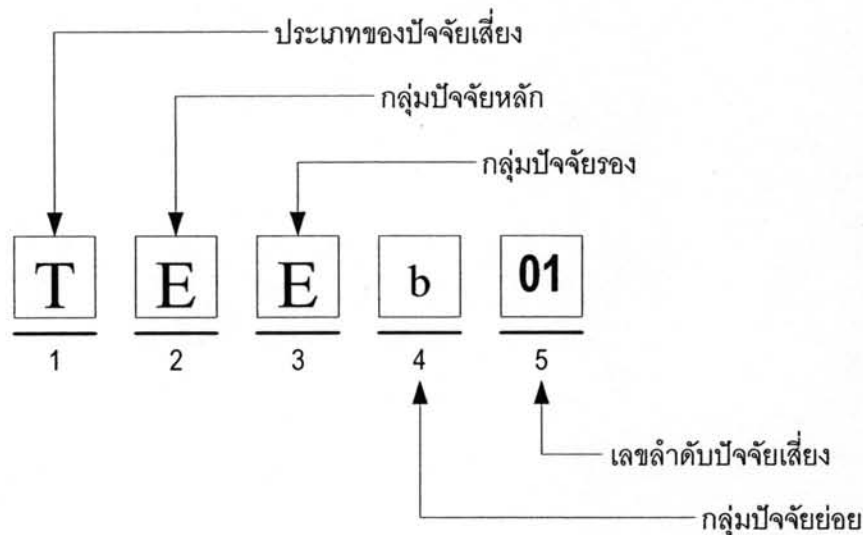 ประเภทของปัจจัยเสี่ยง
กลุ่มปัจจัยหลัก
กลุ่มปัจจัยรอง
T E E b 01
1 2 3 4 5
เลขลำดับปัจจัยเสี่ยง
กลุ่มปัจจัยย่อย